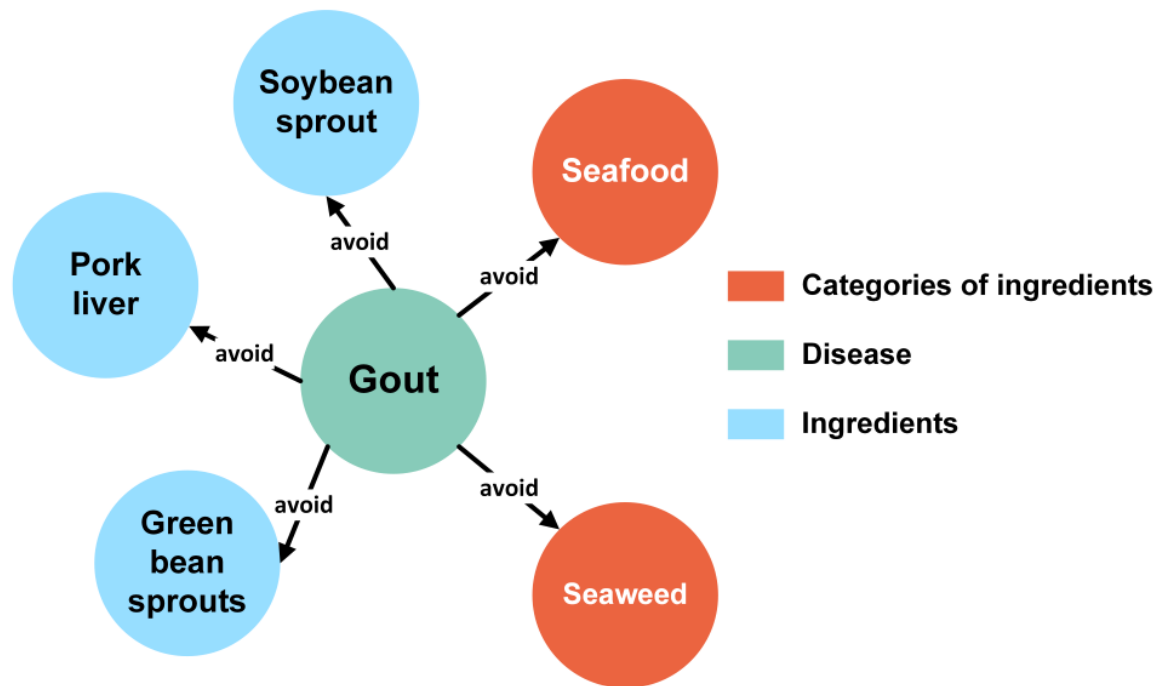 Soybean
sprout
Seafood
avoid
avoid
Pork
liver
Categories of ingredients
avoid
Disease
Gout
Ingredients
avoid
avoid
Green
bean
sprouts
Seaweed